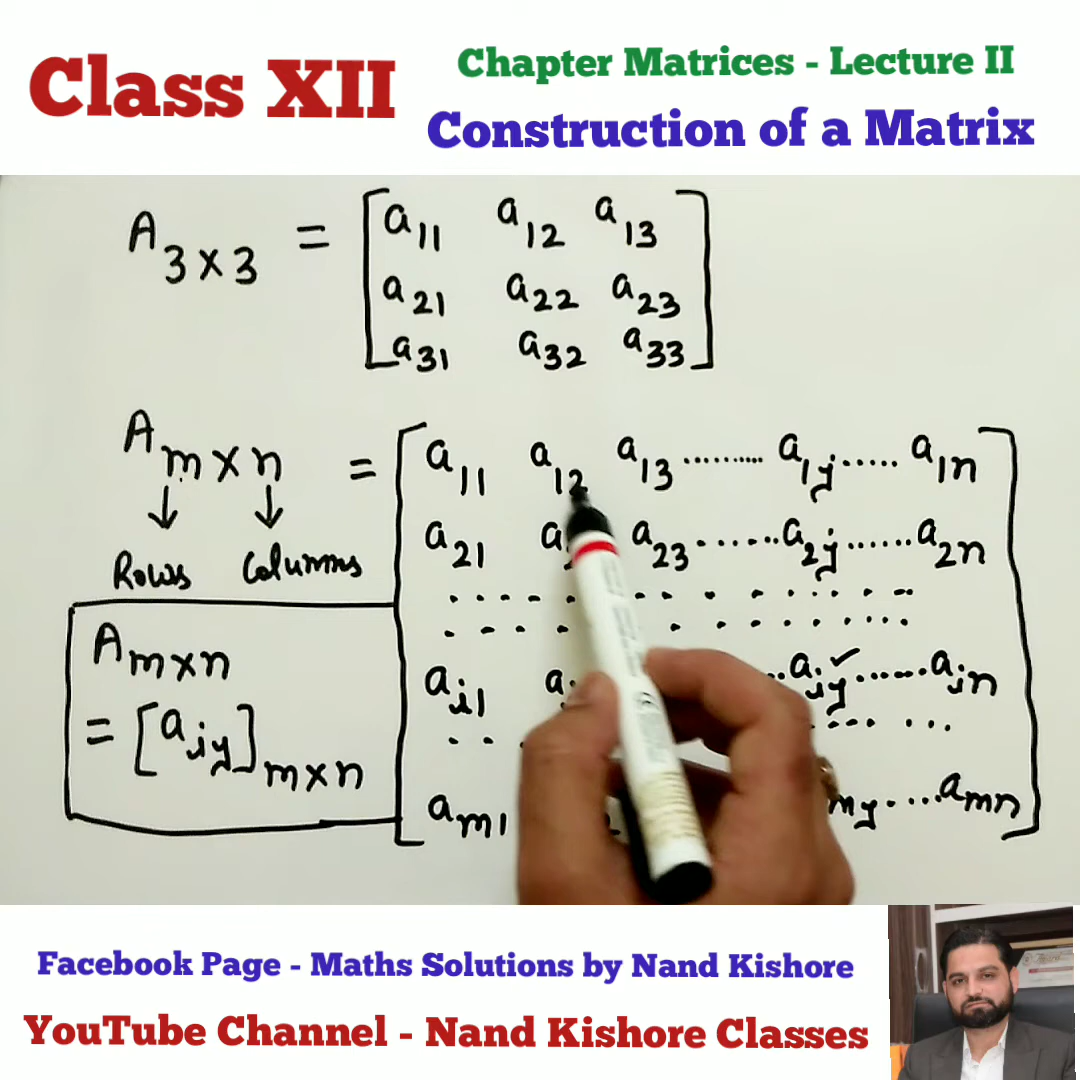 Class XII
Chapter Matrices - Lecture II
Construction of a Matrix
A3×3 = [a11 a12 a13
a21 a22 a23
a31 a32 a33]
Am×n = [a11 a12 a13 .......... a1j ..... a1n
a21 a23 ...... a2j ...... a2n
ai1 aij ✓ ...... ain
am1 mj ... amn]
Rows Columns
Am×n
= [aij]m×n
Facebook Page - Maths Solutions by Nand Kishore
YouTube Channel - Nand Kishore Classes